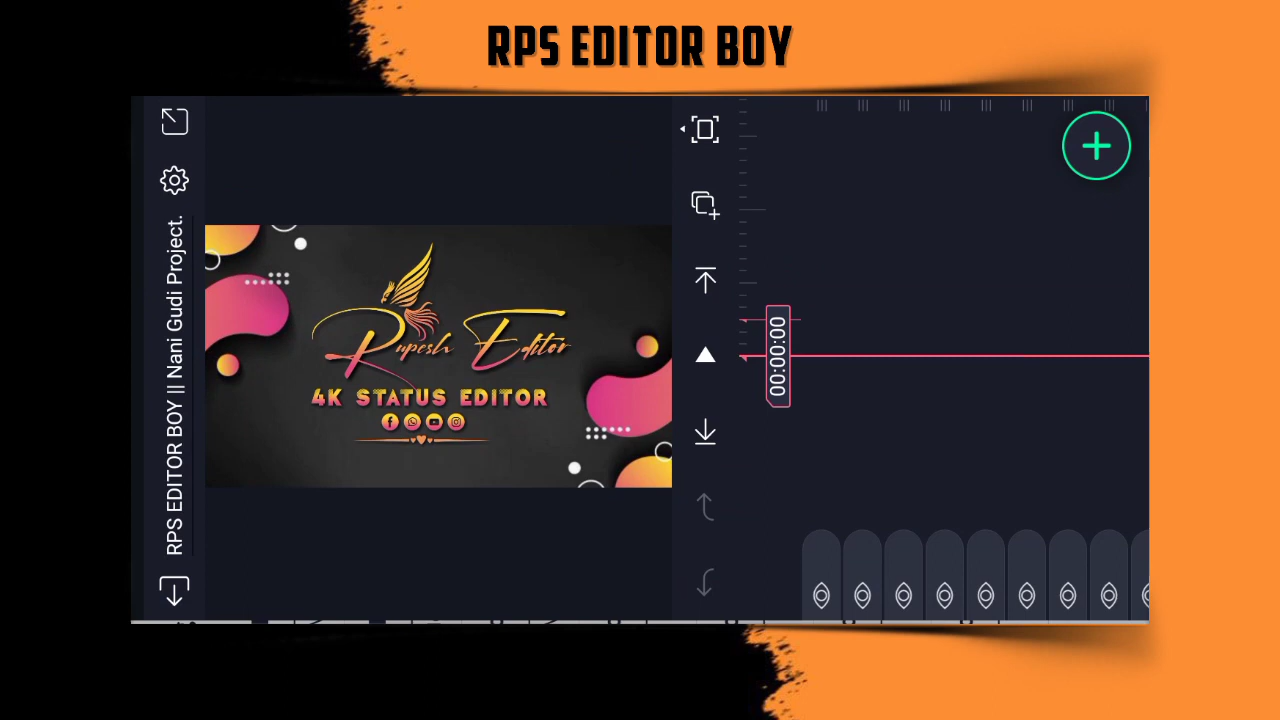 RPS EDITOR BOY
RPS EDITOR BOY || Nani Gudi Project.
Rupesh Editor
4K STATUS EDITOR
00:00:00